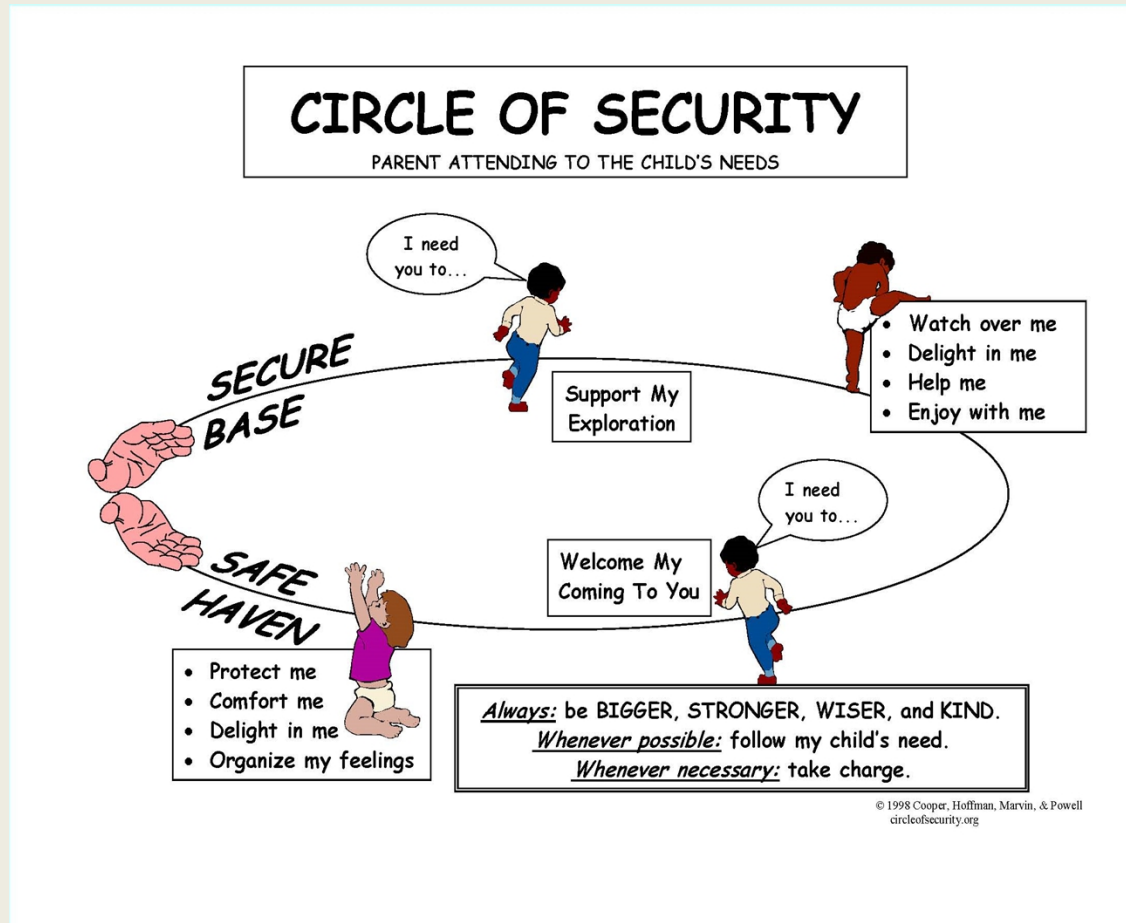 CIRCLE OF SECURITY
PARENT ATTENDING TO THE CHILD'S NEEDS
I need
you to...
SECURE
BASE
Support My
Exploration
• Watch over me
• Delight in me
• Help me
• Enjoy with me
I need
you to...
Welcome My
Coming To You
SAFE
HAVEN
• Protect me
• Comfort me
• Delight in me
• Organize my feelings
Always: be BIGGER, STRONGER, WISER, and KIND.
Whenever possible: follow my child's need.
Whenever necessary: take charge.
© 1998 Cooper, Hoffman, Marvin, & Powell
circleofsecurity.org